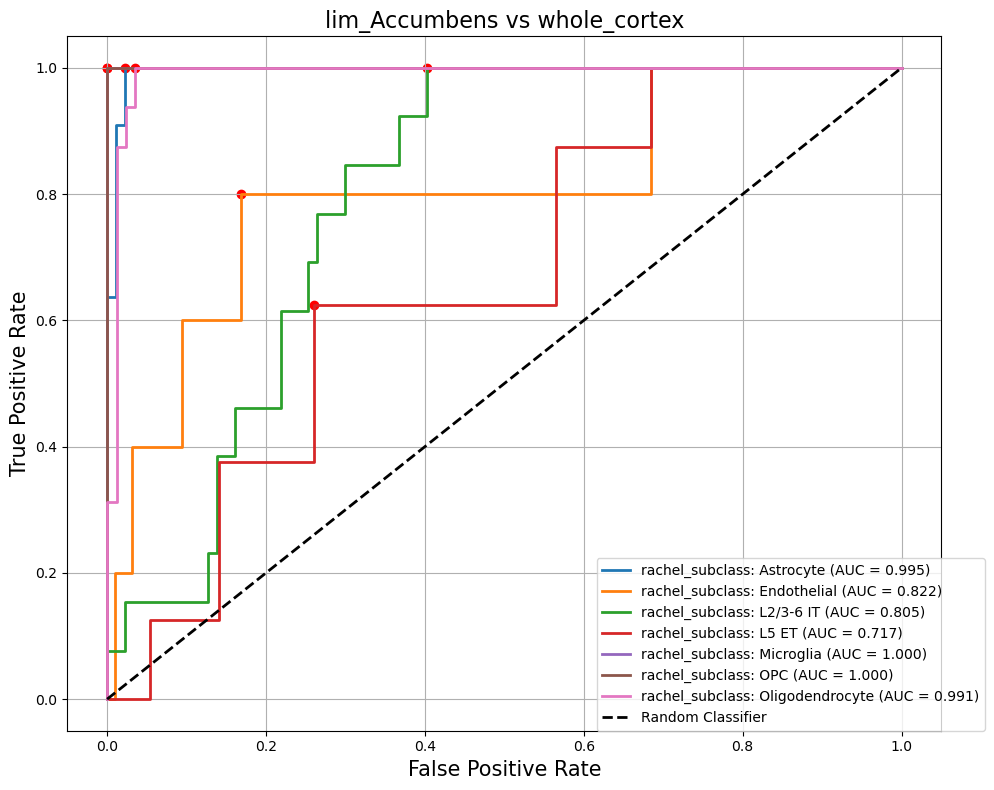 lim_Accumbens vs whole_cortex
True Positive Rate
1.0
0.8
0.6
0.4
0.2
0.0
rachel_subclass: Astrocyte (AUC = 0.995)
rachel_subclass: Endothelial (AUC = 0.822)
rachel_subclass: L2/3-6 IT (AUC = 0.805)
rachel_subclass: L5 ET (AUC = 0.717)
rachel_subclass: Microglia (AUC = 1.000)
rachel_subclass: OPC (AUC = 1.000)
rachel_subclass: Oligodendrocyte (AUC = 0.991)
Random Classifier
0.0 0.2 0.4 0.6 0.8 1.0
False Positive Rate